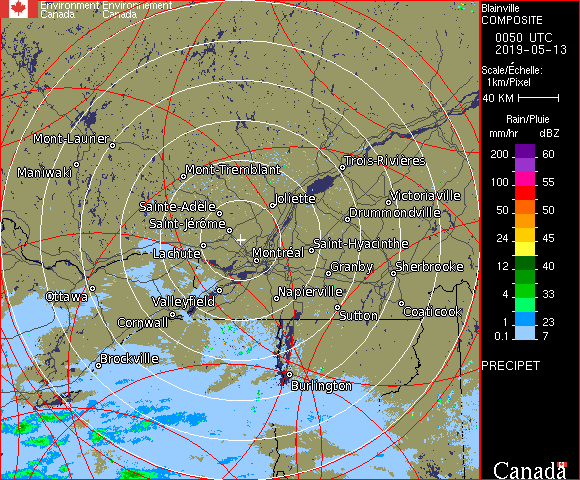 Environment Environnement
Canada Canada
Blainville
COMPOSITE
0050 UTC
2019-05-13
Scale/Échelle:
1km/Pixel
40 KM
Rain/Pluie
mm/hr dBZ
200 60
100 55
50 50
50 45
24 40
12 40
4 33
1 23
0.1 7
PRECIPET
Canada
Mont-Laurier
Maniwaki
Mont-Tremblant
Trois-Rivières
Sainte-Adèle
Joliette
Victoriaville
Saint-Jérôme
Drummondville
Lachute
Montréal
Saint-Hyacinthe
Granby
Sherbrooke
Ottawa
Valleyfield
Napierville
Cornwall
Sutton
Coaticook
Brockville
Burlington